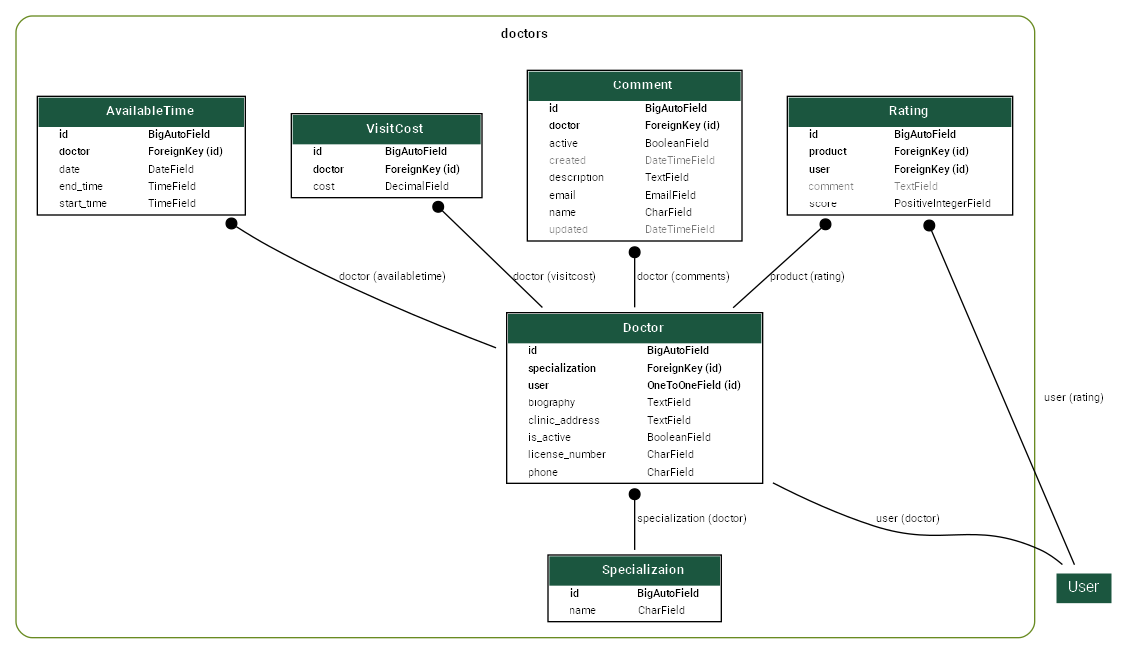 doctors
AvailableTime
id BigAutoField
doctor ForeignKey (id)
date DateField
end_time TimeField
start_time TimeField
VisitCost
id BigAutoField
doctor ForeignKey (id)
cost DecimalField
Comment
id BigAutoField
doctor ForeignKey (id)
active BooleanField
created DateTimeField
description TextField
email EmailField
name CharField
updated DateTimeField
Rating
id BigAutoField
product ForeignKey (id)
user ForeignKey (id)
comment TextField
score PositiveIntegerField
doctor (availabletime)
doctor (visitcost)
doctor (comments)
product (rating)
Doctor
id BigAutoField
specialization ForeignKey (id)
user OneToOneField (id)
biography TextField
clinic_address TextField
is_active BooleanField
license_number CharField
phone CharField
user (rating)
specialization (doctor)
user (doctor)
Specializaion
id BigAutoField
name CharField
User